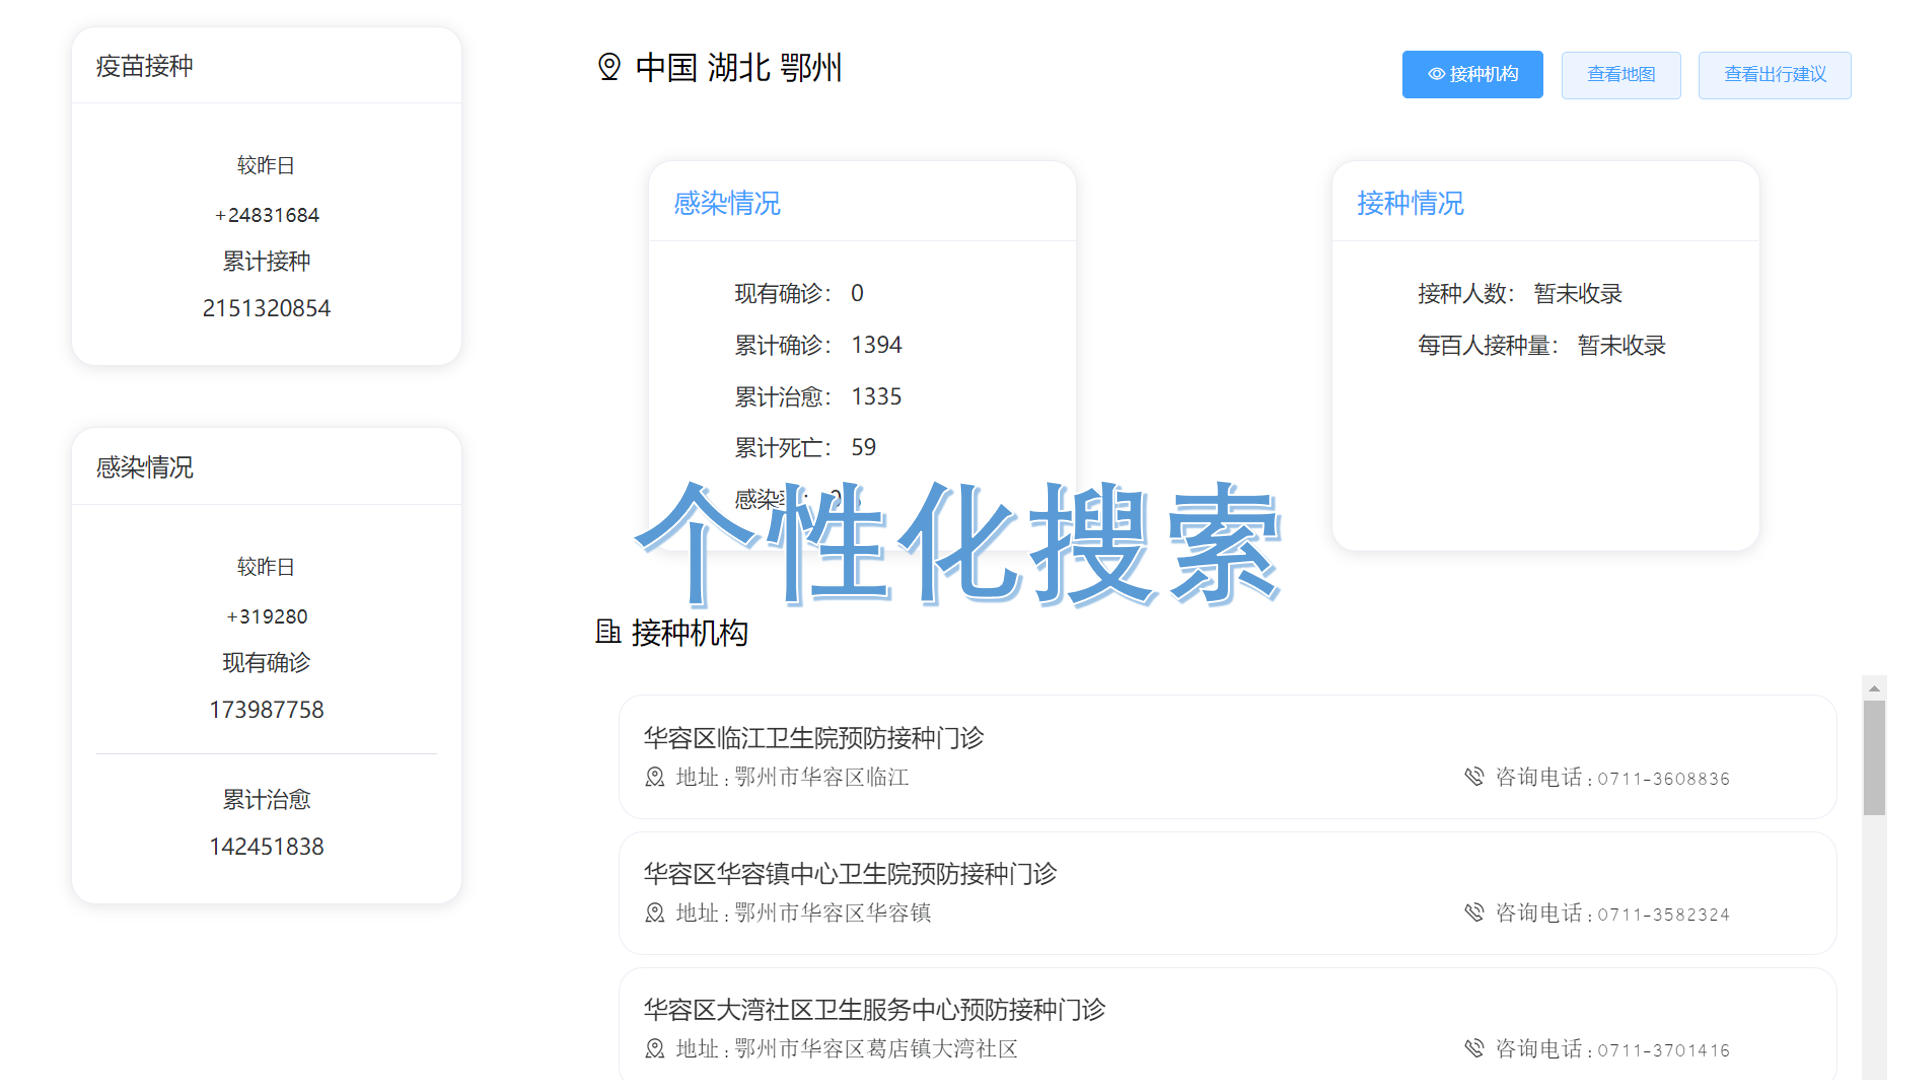 疫苗接种
较昨日
+24831684
累计接种
2151320854
感染情况
较昨日
+319280
现有确诊
173987758
累计治愈
142451838
中国 湖北 鄂州
接种机构
查看地图
查看出行建议
感染情况
现有确诊： 0
累计确诊： 1394
累计治愈： 1335
累计死亡： 59
感染
接种情况
接种人数： 暂未收录
每百人接种量： 暂未收录
个性化搜索
接种机构
华容区临江卫生院预防接种门诊
地址 : 鄂州市华容区临江
咨询电话 : 0711-3608836
华容区华容镇中心卫生院预防接种门诊
地址 : 鄂州市华容区华容镇
咨询电话 : 0711-3582324
华容区大湾社区卫生服务中心预防接种门诊
地址 : 鄂州市华容区葛店镇大湾社区
咨询电话 : 0711-3701416